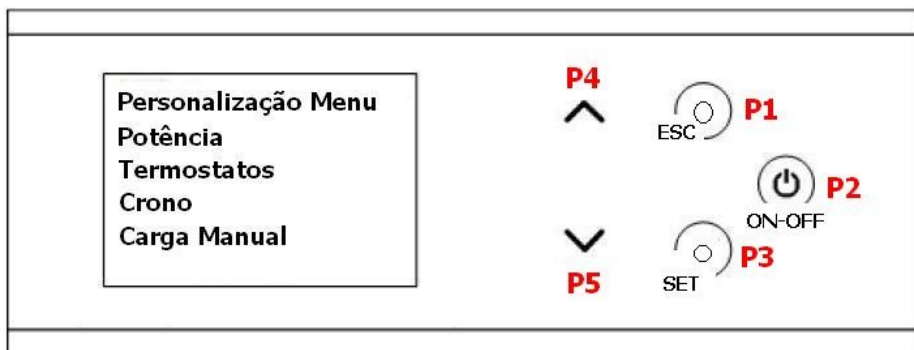 Personalização Menu
Potência
Termostatos
Crono
Carga Manual
P4
ESC
P1
P2
ON-OFF
P5
SET
P3